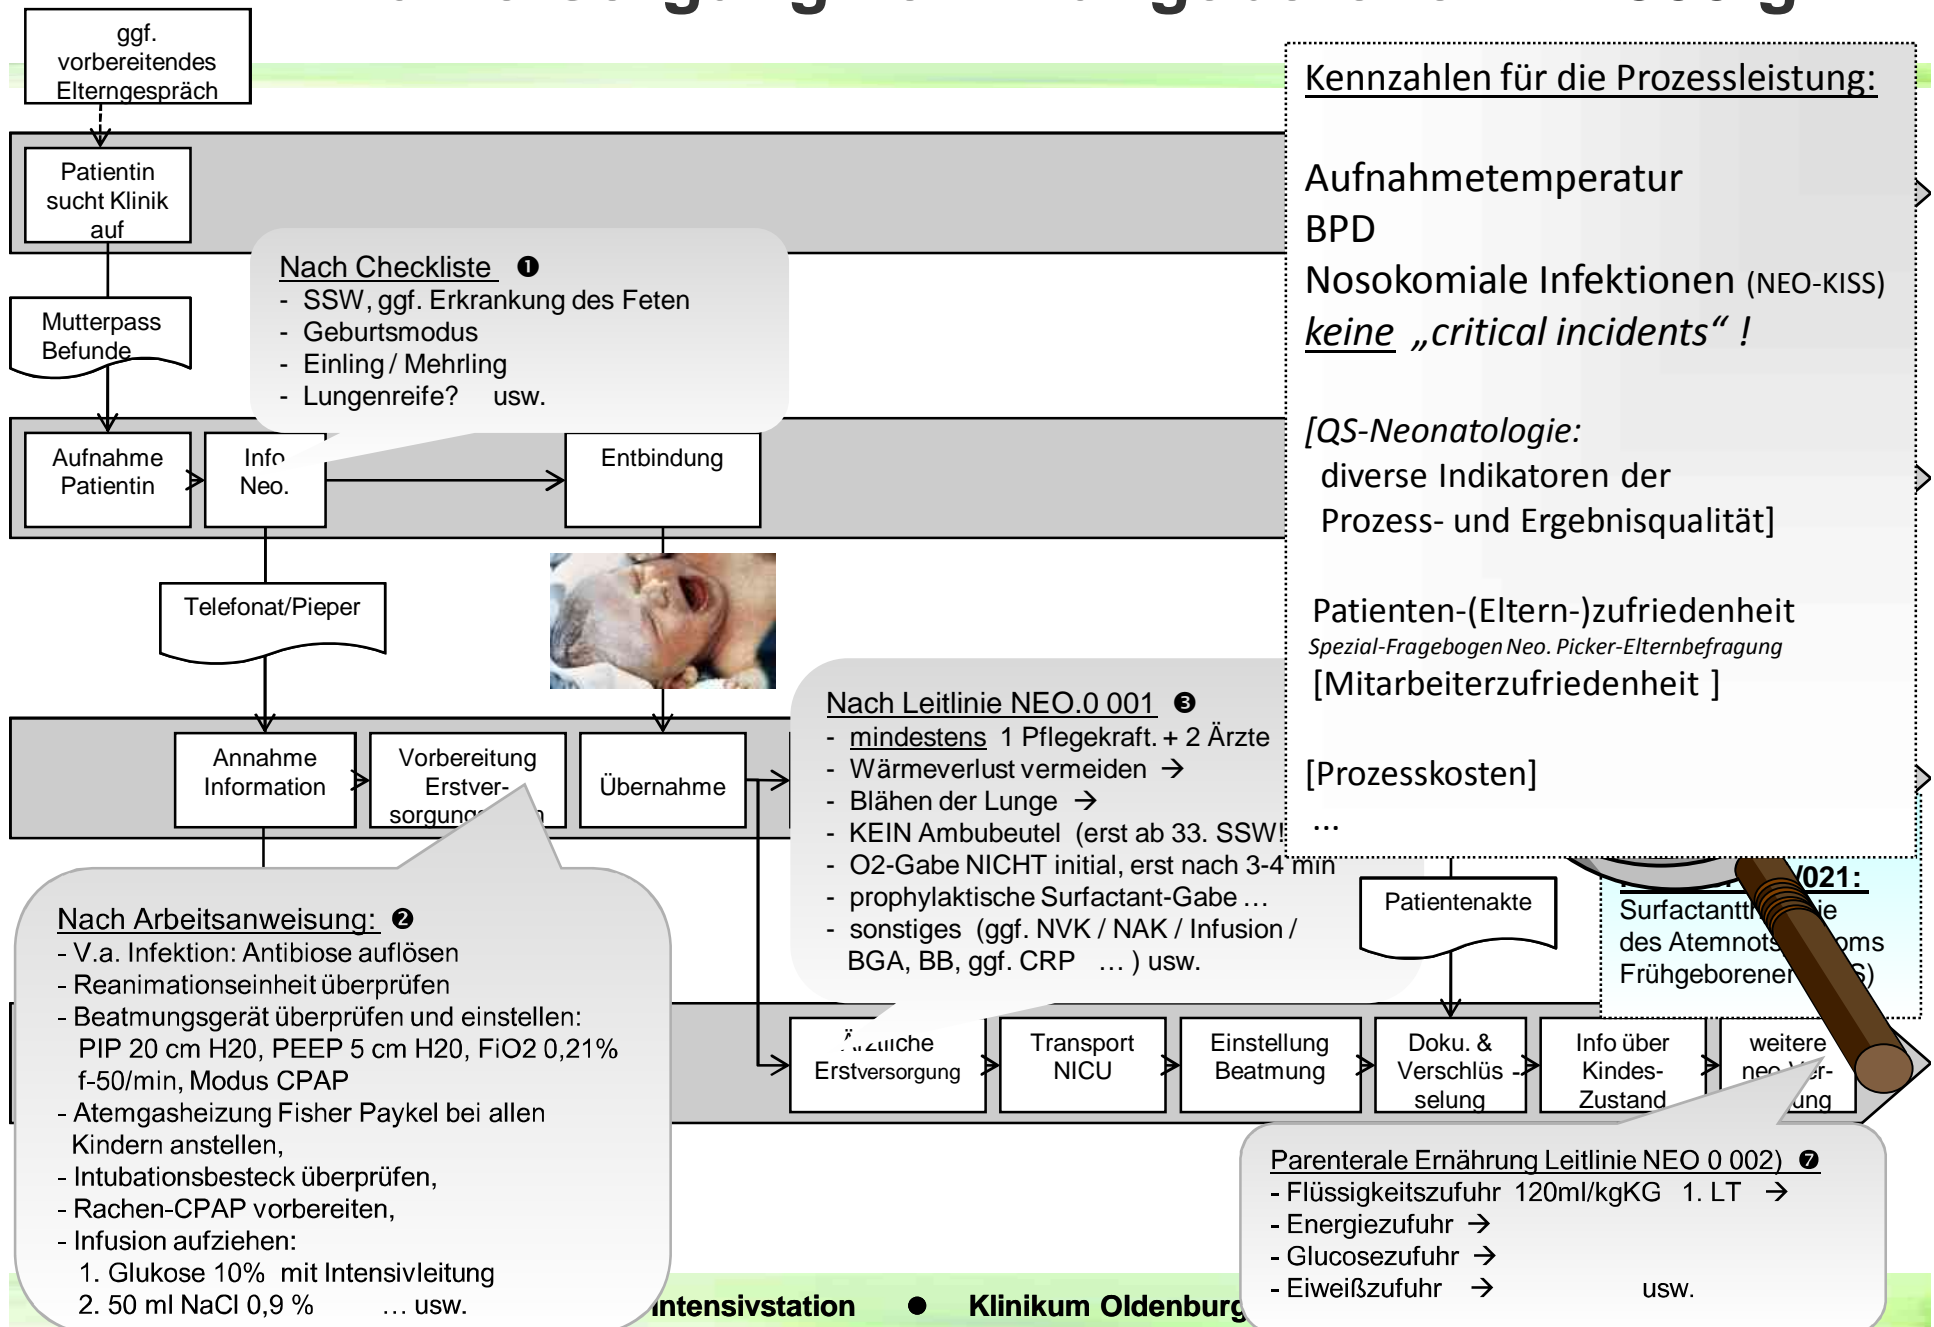 ggf.
vorbereitendes
Elterngespräch
Patientin
sucht Klinik
auf
Mutterpass
Befunde
Nach Checkliste ❶
- SSW, ggf. Erkrankung des Feten
- Geburtsmodus
- Einling / Mehrling
- Lungenreife? usw.
Aufnahme
Patientin
Info
Neo.
Entbindung
Telefonat/Pieper
Annahme
Information
Vorbereitung
Erstver-
Übernahme
Nach Arbeitsanweisung: ❷
- V.a. Infektion: Antibiose auflösen
- Reanimationseinheit überprüfen
- Beatmungsgerät überprüfen und einstellen:
PIP 20 cm H20, PEEP 5 cm H20, FiO2 0,21%
f-50/min, Modus CPAP
- Atemgasheizung Fisher Paykel bei allen
Kindern anstellen,
- Intubationsbesteck überprüfen,
- Rachen-CPAP vorbereiten,
- Infusion aufziehen:
1. Glukose 10% mit Intensivleitung
2. 50 ml NaCl 0,9 % … usw.
Nach Leitlinie NEO.0 001 ❸
- mindestens 1 Pflegekraft. + 2 Ärzte
- Wärmeverlust vermeiden →
- Blähen der Lunge →
- KEIN Ambubeutel (erst ab 33. SSW!
- O2-Gabe NICHT initial, erst nach 3-4 min
- prophylaktische Surfactant-Gabe …
- sonstiges (ggf. NVK / NAK / Infusion /
BGA, BB, ggf. CRP … ) usw.
Kennzahlen für die Prozessleistung:
Aufnahmetemperatur
BPD
Nosokomiale Infektionen (NEO-KISS)
keine „critical incidents“ !
[QS-Neonatologie:
diverse Indikatoren der
Prozess- und Ergebnisqualität]
Patienten-(Eltern-)zufriedenheit
Spezial-Fragebogen Neo. Picker-Elternbefragung
[Mitarbeiterzufriedenheit ]
[Prozesskosten]
...
Patientenakte
/021:
des
Ärztliche
Erstversorgung
Transport
NICU
Einstellung
Beatmung
Doku. &
Verschlüs -
selung
Info über
Kindes-
Zustand
weitere
Parenterale Ernährung Leitlinie NEO 0 002) ❼
- Flüssigkeitszufuhr 120ml/kgKG 1. LT →
- Energiezufuhr →
- Glucosezufuhr →
- Eiweißzufuhr → usw.
Intensivstation ● Klinikum Oldenburg